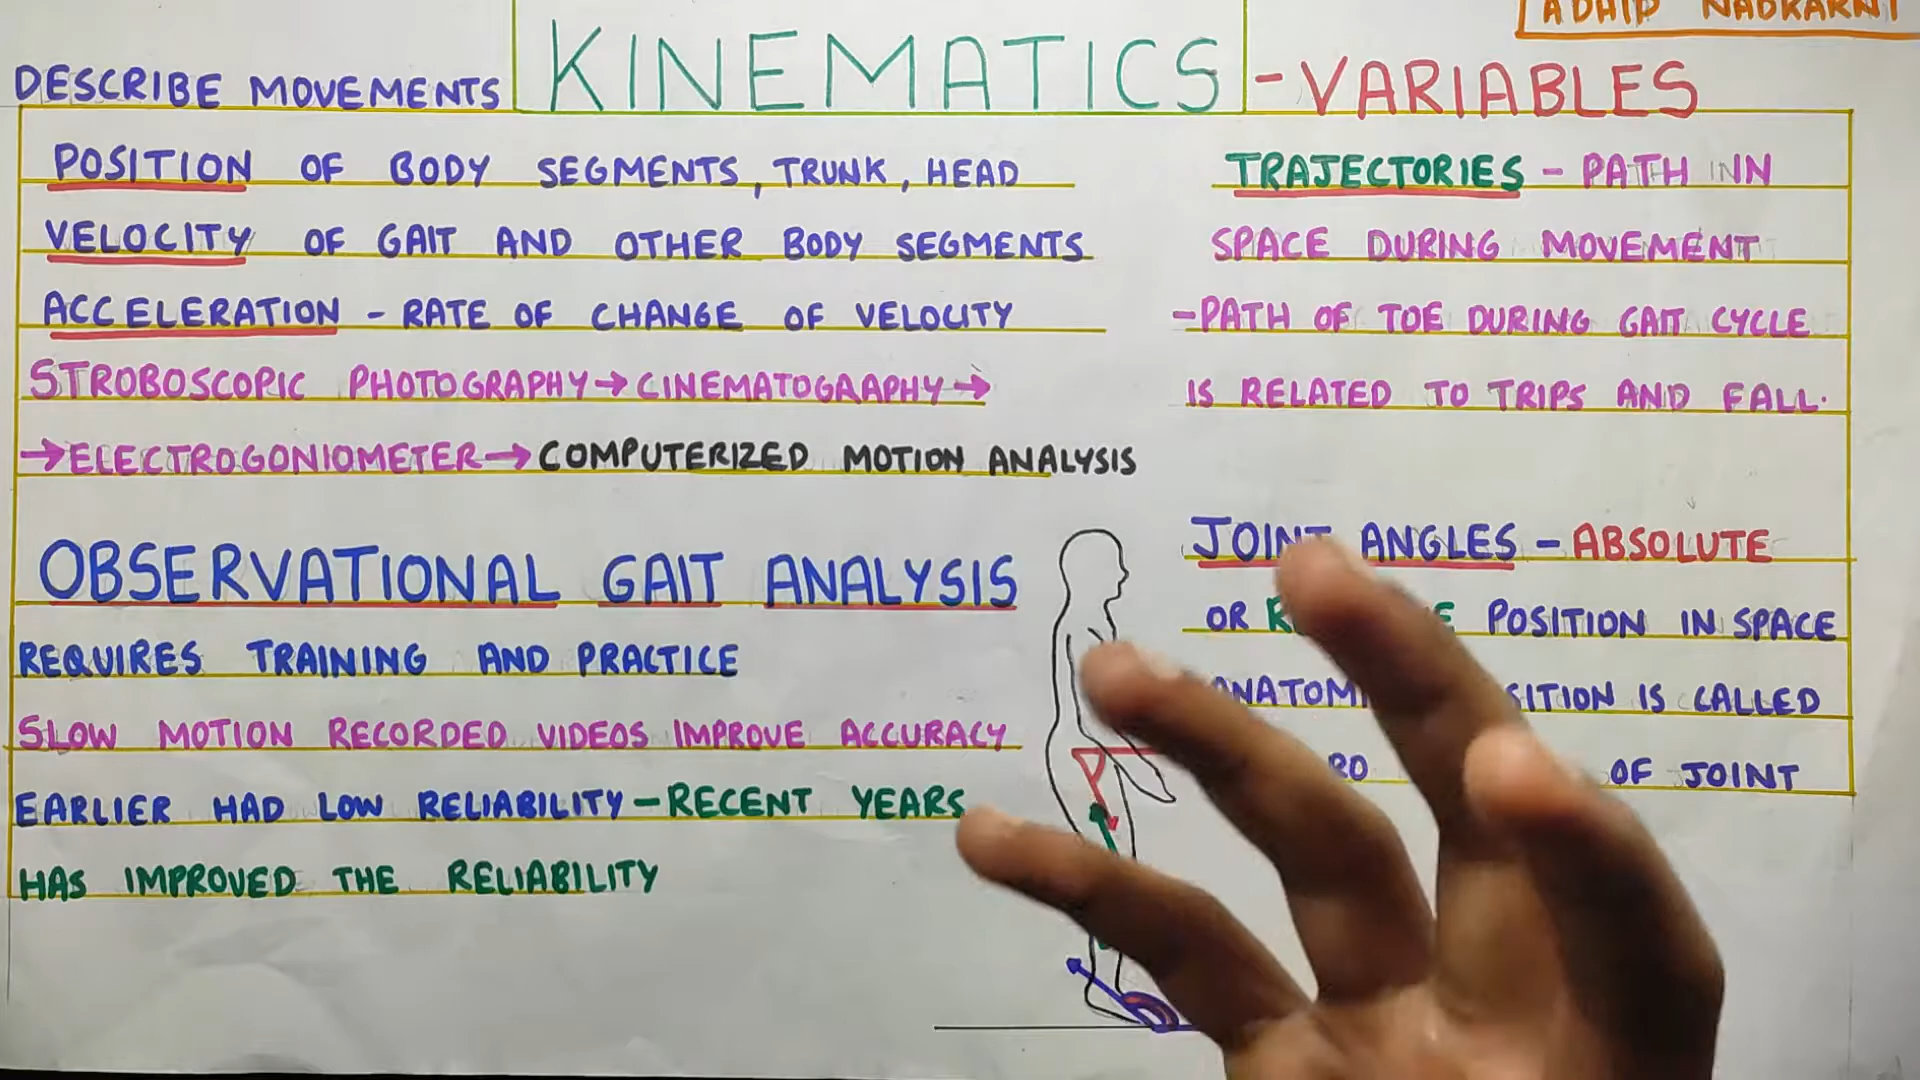 ADHIP NADKARNI
DESCRIBE MOVEMENTS
KINEMATICS - VARIABLES
POSITION OF BODY SEGMENTS, TRUNK, HEAD
VELOCITY OF GAIT AND OTHER BODY SEGMENTS
ACCELERATION - RATE OF CHANGE OF VELOCITY
STROBOSCOPIC PHOTOGRAPHY → CINEMATOGRAPHY →
→ ELECTROGONIOMETER → COMPUTERIZED MOTION ANALYSIS
OBSERVATIONAL GAIT ANALYSIS
REQUIRES TRAINING AND PRACTICE
SLOW MOTION RECORDED VIDEOS IMPROVE ACCURACY
EARLIER HAD LOW RELIABILITY - RECENT YEARS
HAS IMPROVED THE RELIABILITY
TRAJECTORIES - PATH INN
SPACE DURING MOVEMENT
- PATH OF TOE DURING GAIT CYCLE
IS RELATED TO TRIPS AND FALL.
JOINT ANGLES - ABSOLUTE
OR POSITION IN SPACE
IS CALLED
OF JOINT